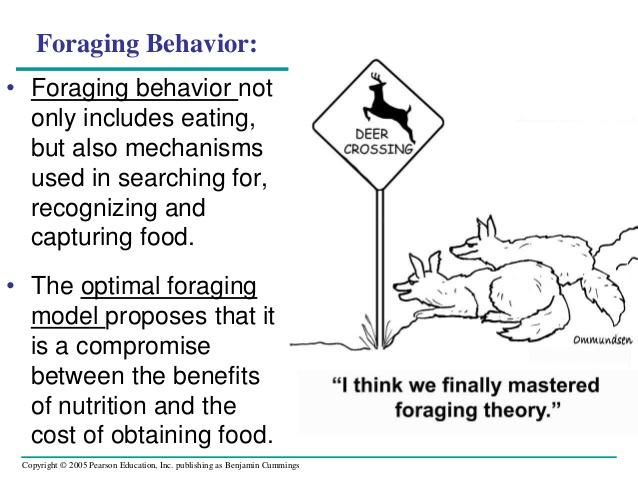 Foraging Behavior:
• Foraging behavior not
only includes eating,
but also mechanisms
used in searching for,
recognizing and
capturing food.
• The optimal foraging
model proposes that it
is a compromise
between the benefits
of nutrition and the
cost of obtaining food.
DEER
CROSSING
Ommundsen
“I think we finally mastered
foraging theory.”
Copyright © 2005 Pearson Education, Inc. publishing as Benjamin Cummings